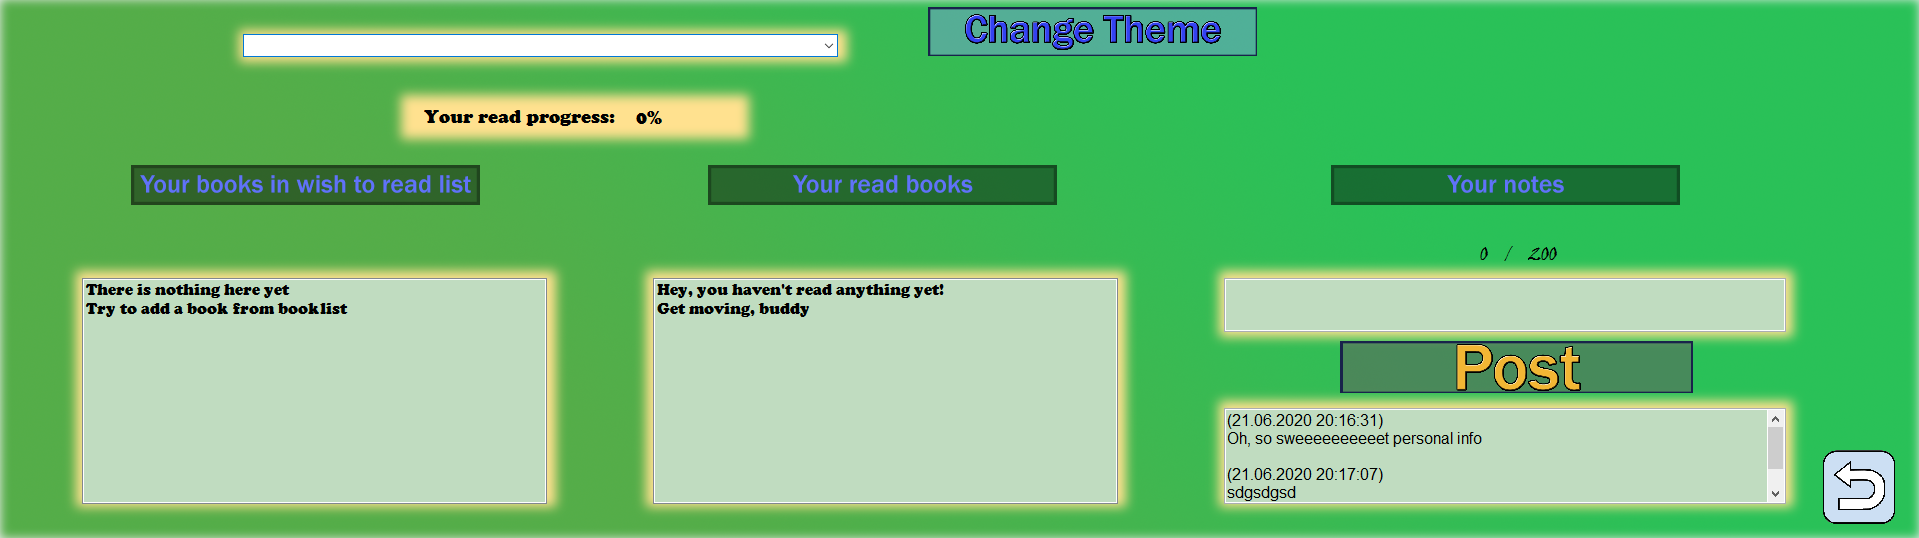 Change Theme
Your read progress: 0%
Your books in wish to read list
Your read books
Your notes
0 / 200
There is nothing here yet
Try to add a book from booklist
Hey, you haven't read anything yet!
Get moving, buddy
Post
(21.06.2020 20:16:31)
Oh, so sweeeeeeeeeet personal info
(21.06.2020 20:17:07)
sdgsdgsd